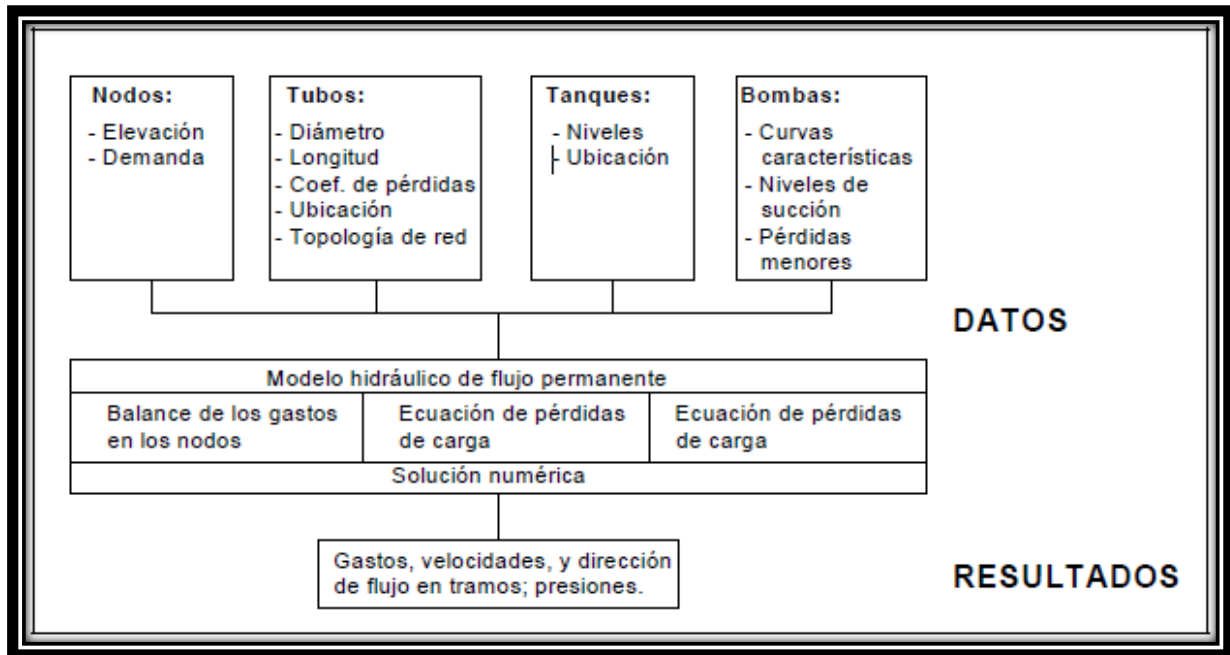 Nodos:
- Elevación
- Demanda
Tubos:
- Diámetro
- Longitud
- Coef. de pérdidas
- Ubicación
- Topología de red
Tanques:
- Niveles
- Ubicación
Bombas:
- Curvas
características
- Niveles de
succión
- Pérdidas
menores
DATOS
Modelo hidráulico de flujo permanente
Balance de los gastos
en los nodos
Ecuación de pérdidas
de carga
Ecuación de pérdidas
de carga
Solución numérica
Gastos, velocidades, y dirección
de flujo en tramos; presiones.
RESULTADOS